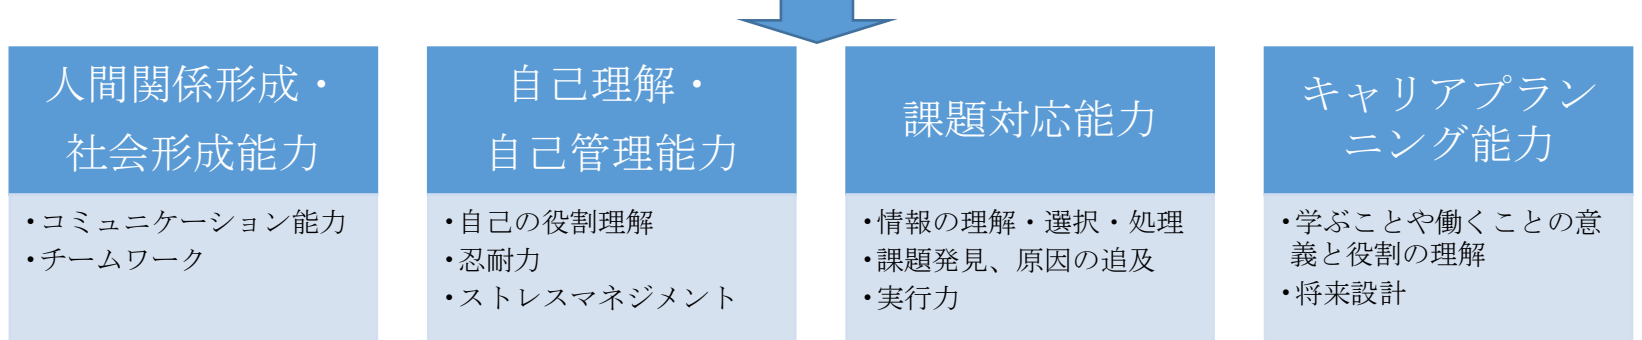 人間関係形成・
社会形成能力
・コミュニケーション能力
・チームワーク
自己理解・
自己管理能力
・自己の役割理解
・忍耐力
・ストレスマネジメント
課題対応能力
・情報の理解・選択・処理
・課題発見、原因の追及
・実行力
キャリアプラン
ニング能力
・学ぶことや働くことの意
義と役割の理解
・将来設計